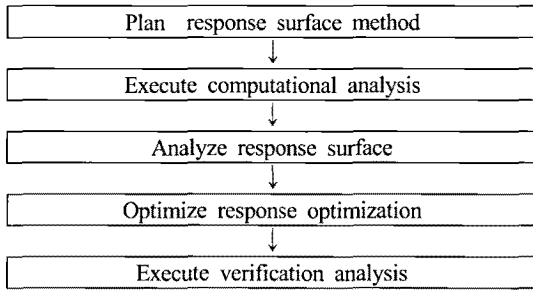 Plan response surface method
Execute computational analysis
Analyze response surface
Optimize response optimization
Execute verification analysis